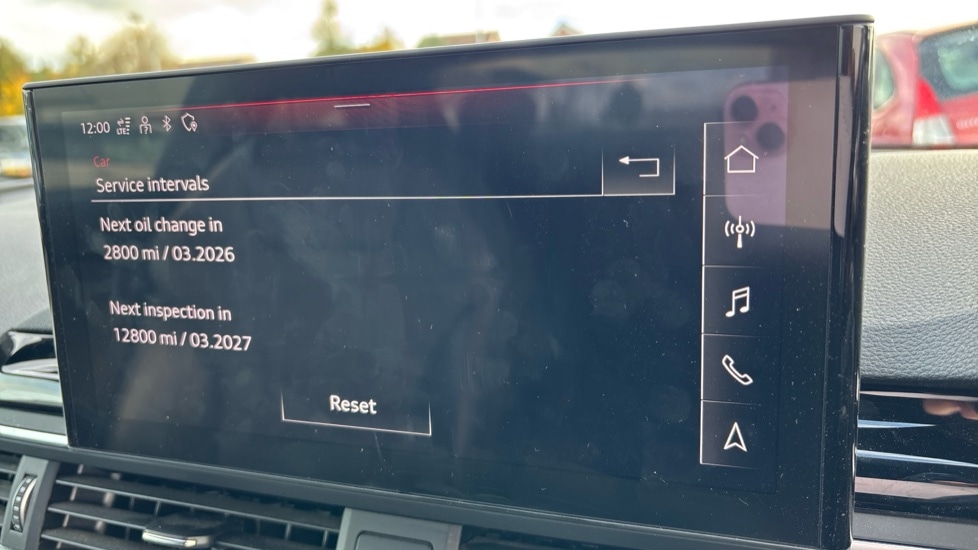 12:00 LTE
Car
Service intervals
Next oil change in
2800 mi / 03.2026
Next inspection in
12800 mi / 03.2027
Reset